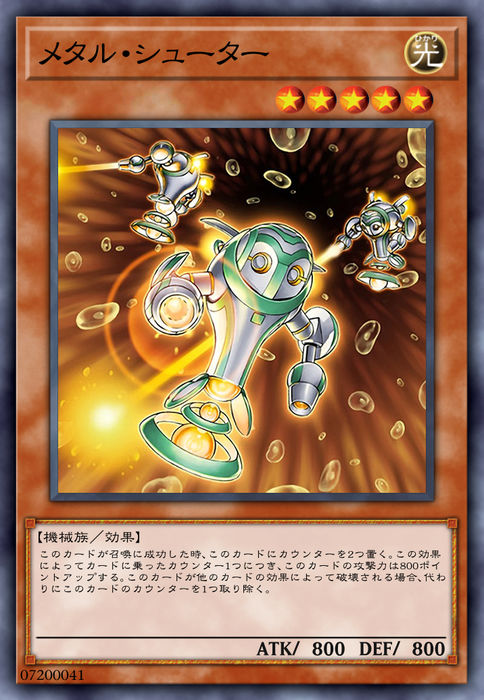 メタル・シューター
光
ひかり
【機械族／効果】
このカードが召喚に成功した時、このカードにカウンターを2つ置く。この効果
によってカードに乗ったカウンター1つにつき、このカードの攻撃力は800ポイ
ントアップする。このカードが他のカードの効果によって破壊される場合、代わ
りにこのカードのカウンターを1つ取り除く。
ATK/ 800 DEF/ 800
07200041